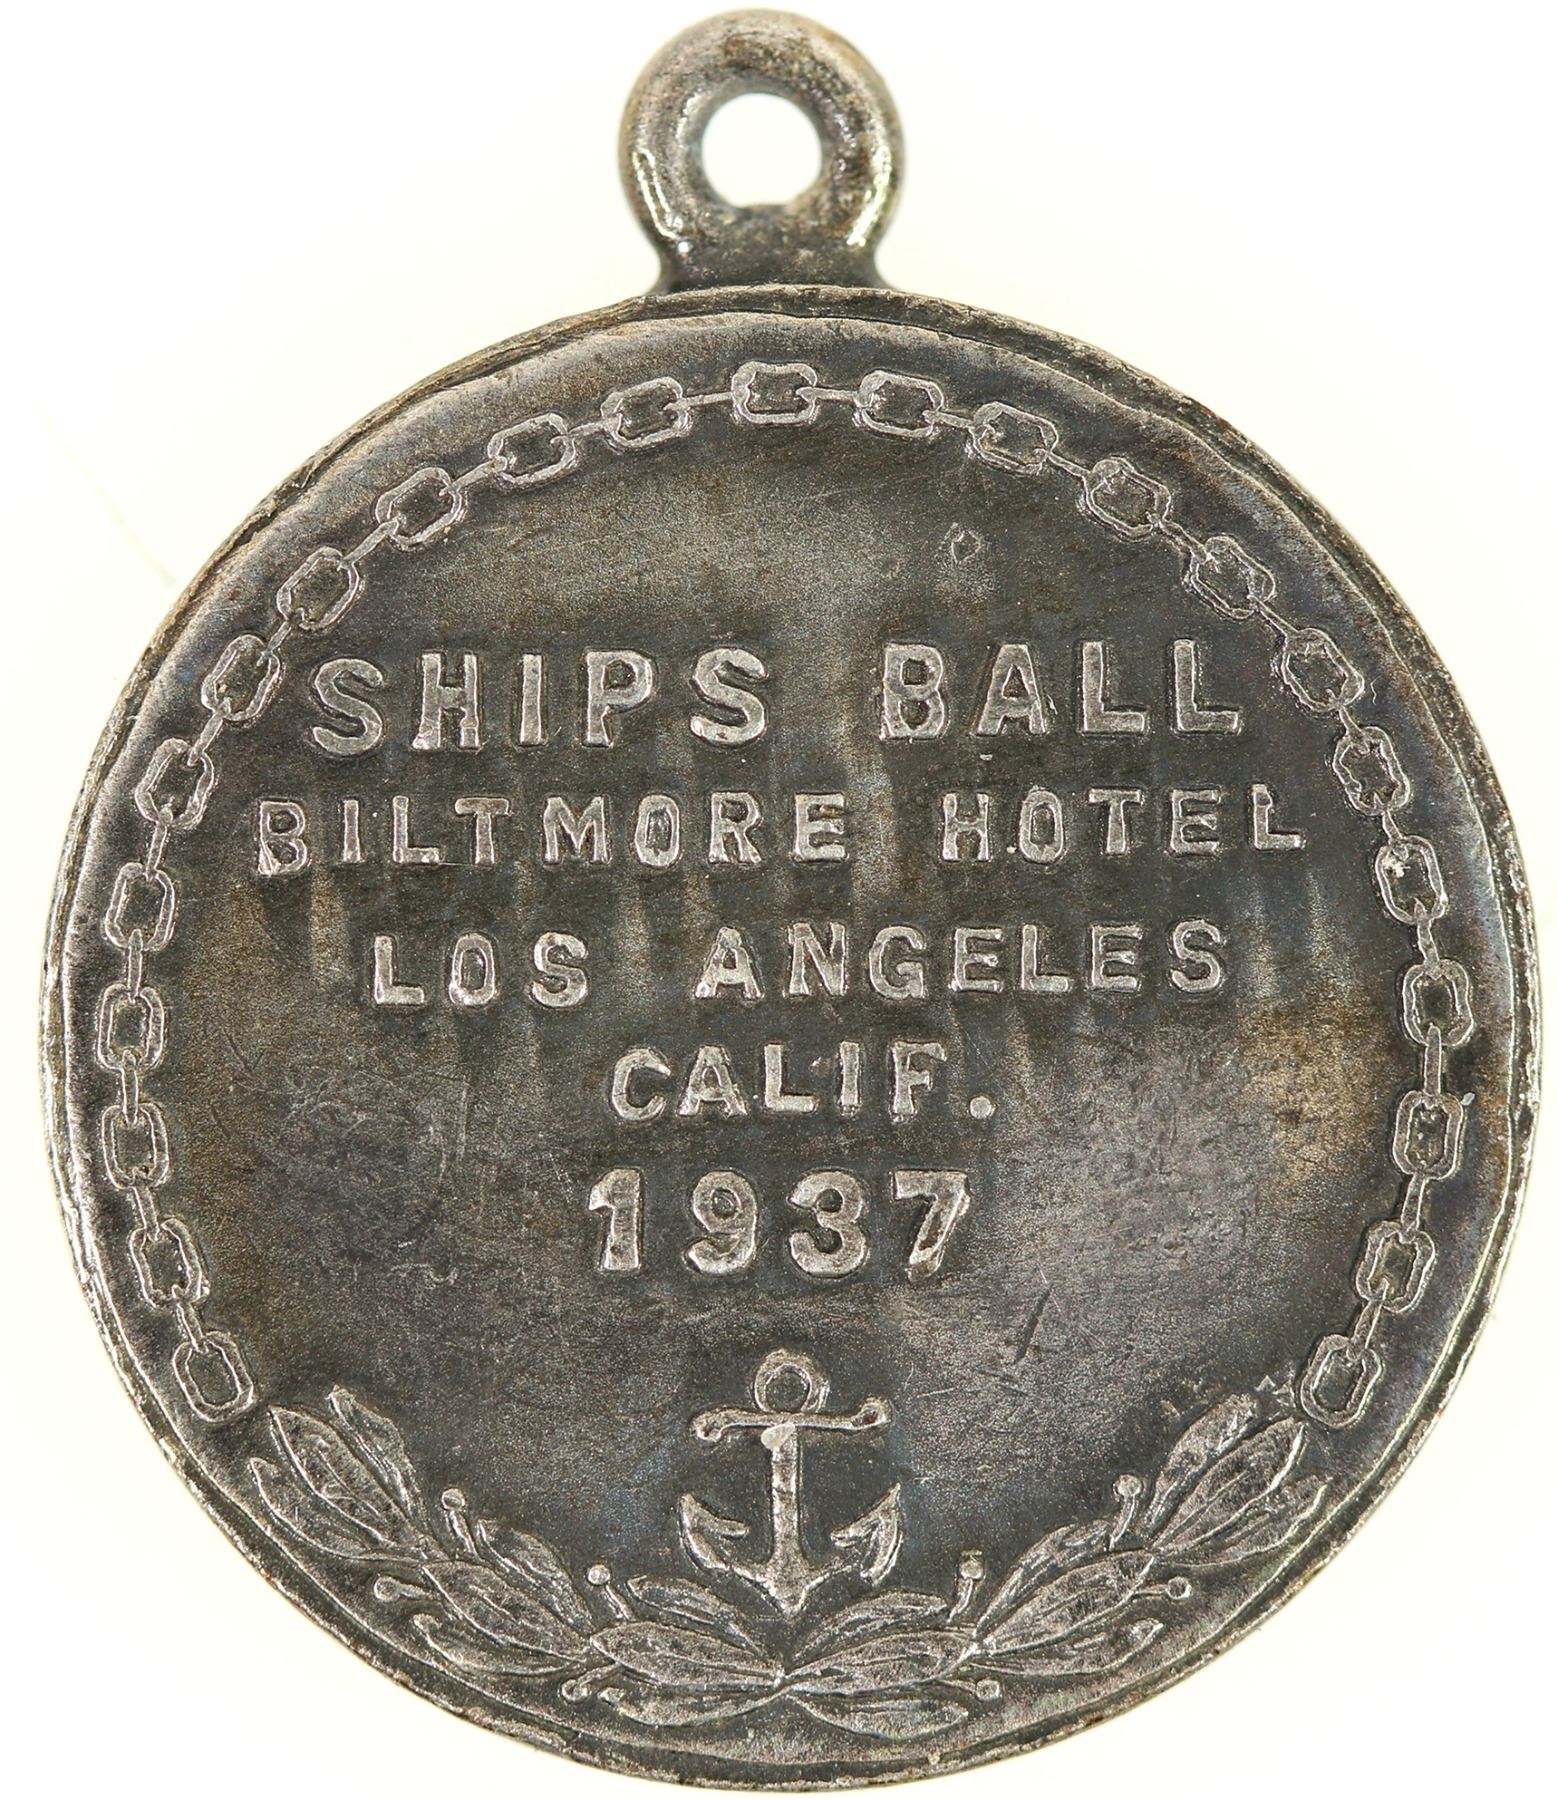 SHIPS BALL
BILTMORE HOTEL
LOS ANGELES
CALIF.
1937